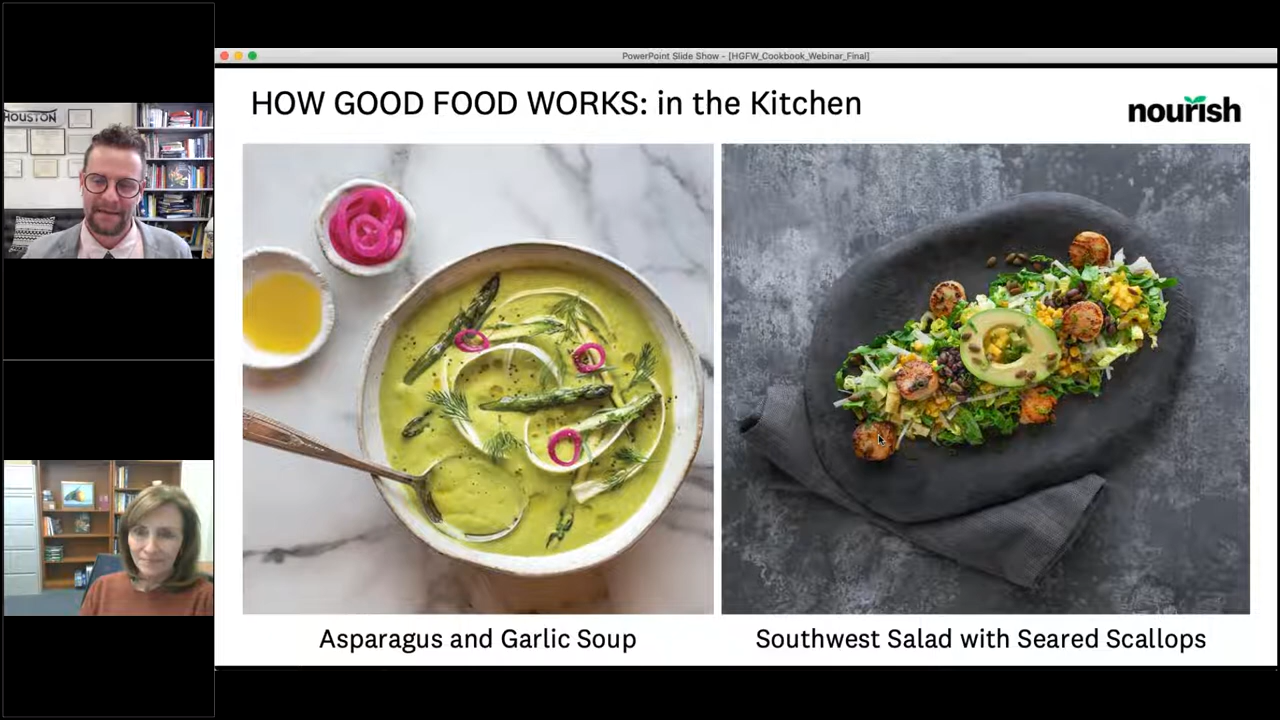 PowerPoint Slide Show - [HGFW_Cookbook_Webinar_Final]
HOW GOOD FOOD WORKS: in the Kitchen
nourish
HOUSTON
Asparagus and Garlic Soup
Southwest Salad with Seared Scallops